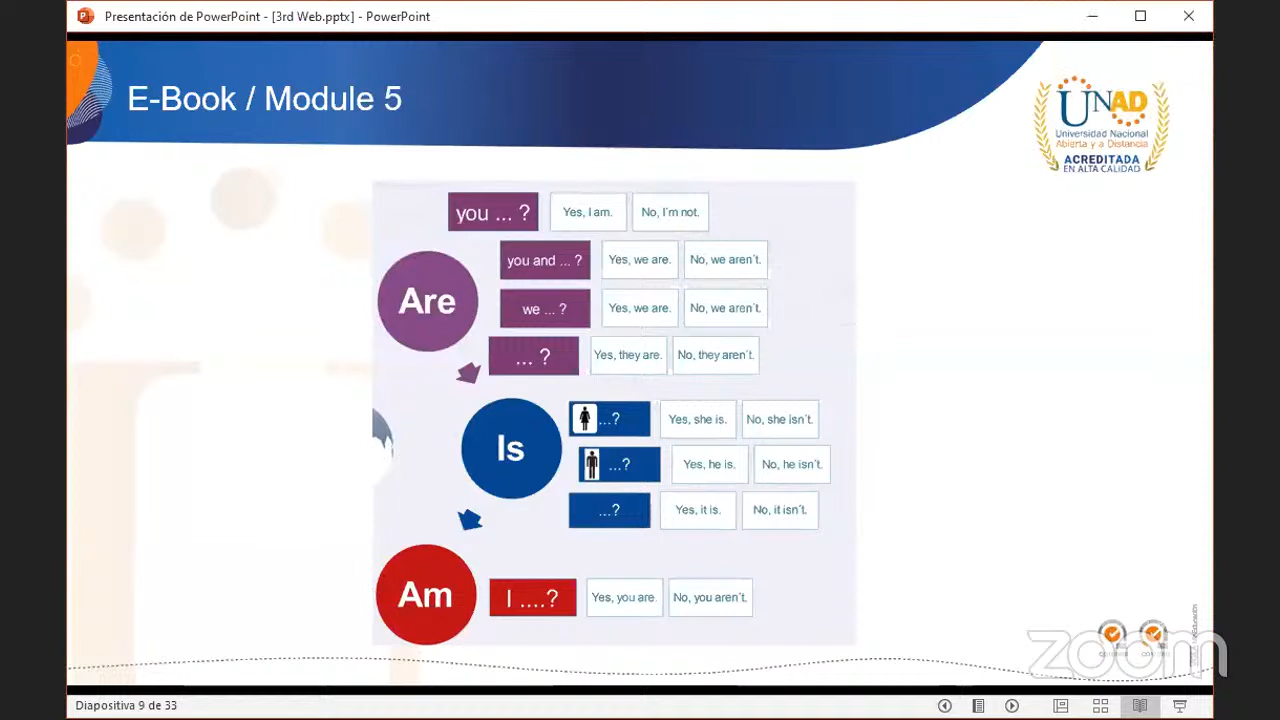 Presentación de PowerPoint - [3rd Web.pptx] - PowerPoint
E-Book / Module 5
UNAD
Universidad Nacional
Abierta y a Distancia
ACREDITADA
EN ALTA CALIDAD
you ... ? Yes, I am. No, I´m not.
you and ... ? Yes, we are. No, we aren´t.
Are
we ... ? Yes, we are. No, we aren´t.
... ? Yes, they are. No, they aren´t.
...? Yes, she is. No, she isn´t.
Is
...? Yes, he is. No, he isn´t.
...? Yes, it is. No, it isn´t.
Am I ....? Yes, you are. No, you aren´t.
zoom
Diapositiva 9 de 33